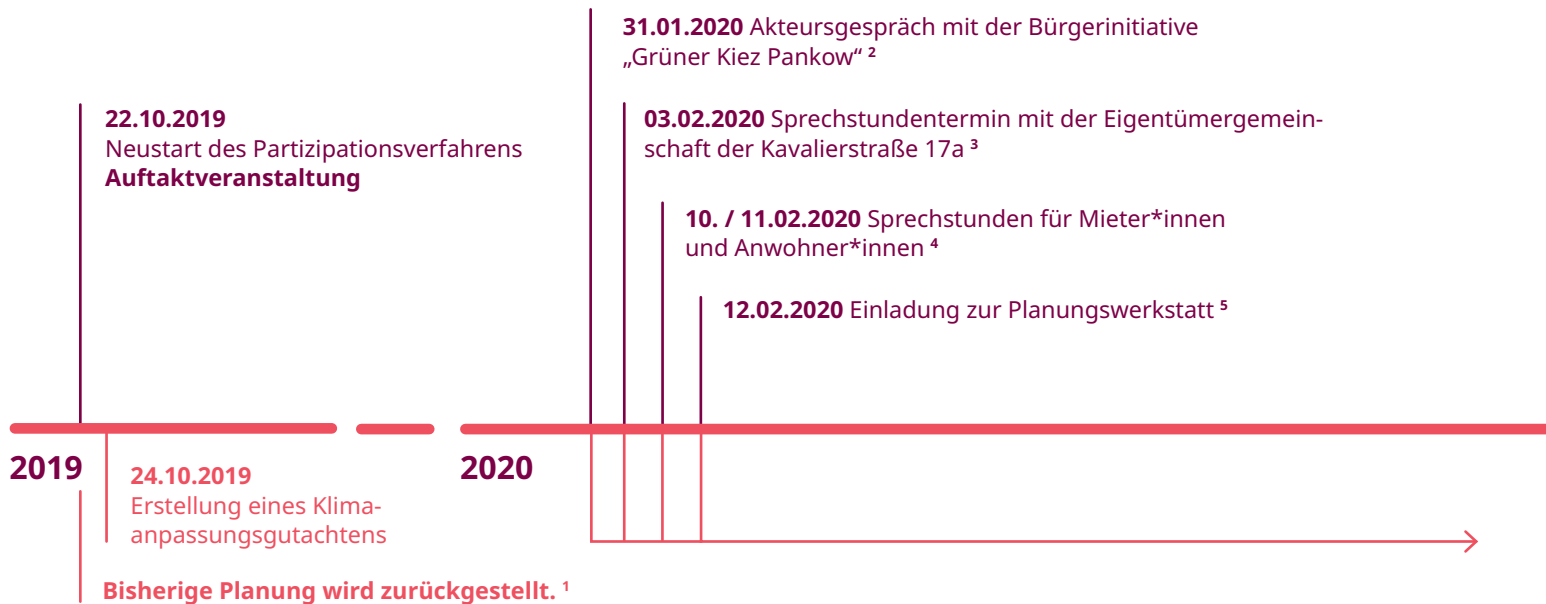 31.01.2020 Akteursgespräch mit der Bürgerinitiative
„Grüner Kiez Pankow“ ²
22.10.2019
Neustart des Partizipationsverfahrens
Auftaktveranstaltung
03.02.2020 Sprechstundentermin mit der Eigentümergemein-
schaft der Kavalierstraße 17a ³
10. / 11.02.2020 Sprechstunden für Mieter*innen
und Anwohner*innen ⁴
12.02.2020 Einladung zur Planungswerkstatt ⁵
2019
2020
24.10.2019
Erstellung eines Klima-
anpassungsgutachtens
Bisherige Planung wird zurückgestellt. ¹